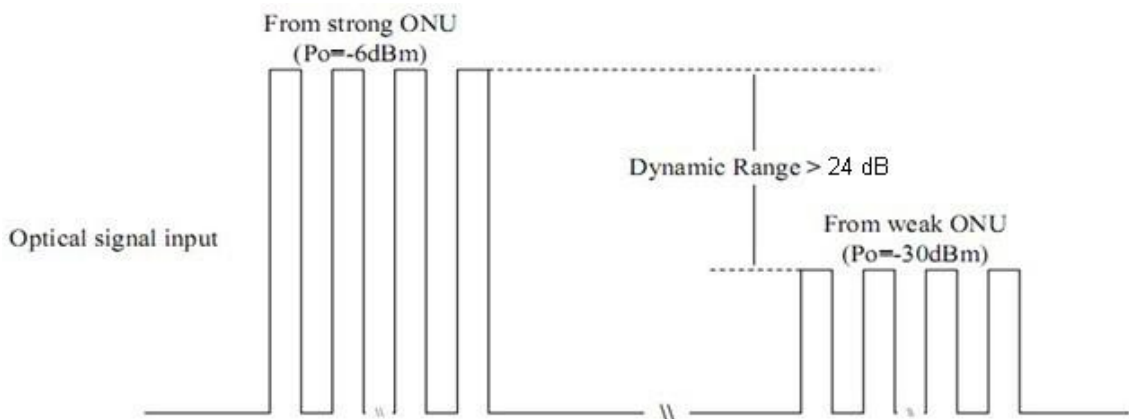 From strong ONU
(Po=-6dBm)
Dynamic Range > 24 dB
From weak ONU
(Po=-30dBm)
Optical signal input